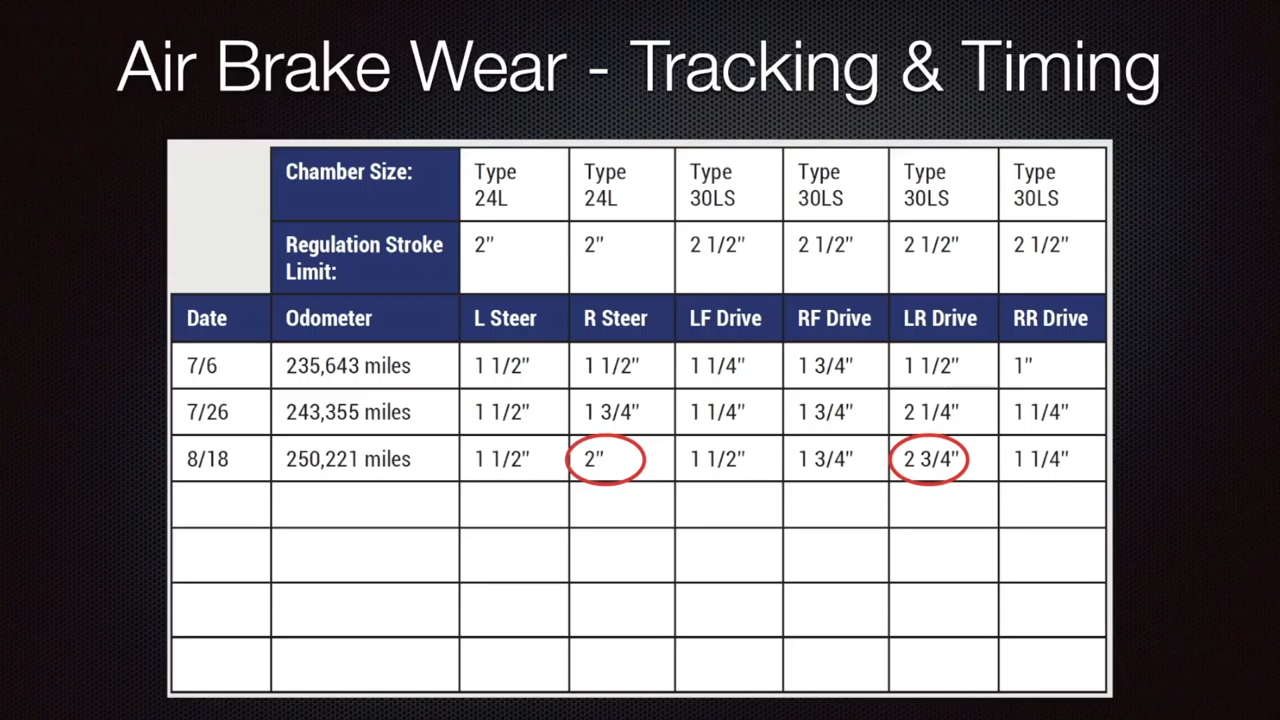 Air Brake Wear - Tracking & Timing
Chamber Size: Type 24L Type 24L Type 30LS Type 30LS Type 30LS Type 30LS
Regulation Stroke Limit: 2" 2" 2 1/2" 2 1/2" 2 1/2" 2 1/2"
Date Odometer L Steer R Steer LF Drive RF Drive LR Drive RR Drive
7/6 235,643 miles 1 1/2" 1 1/2" 1 1/4" 1 3/4" 1 1/2" 1"
7/26 243,355 miles 1 1/2" 1 3/4" 1 1/4" 1 3/4" 2 1/4" 1 1/4"
8/18 250,221 miles 1 1/2" 2" 1 1/2" 1 3/4" 2 3/4" 1 1/4"